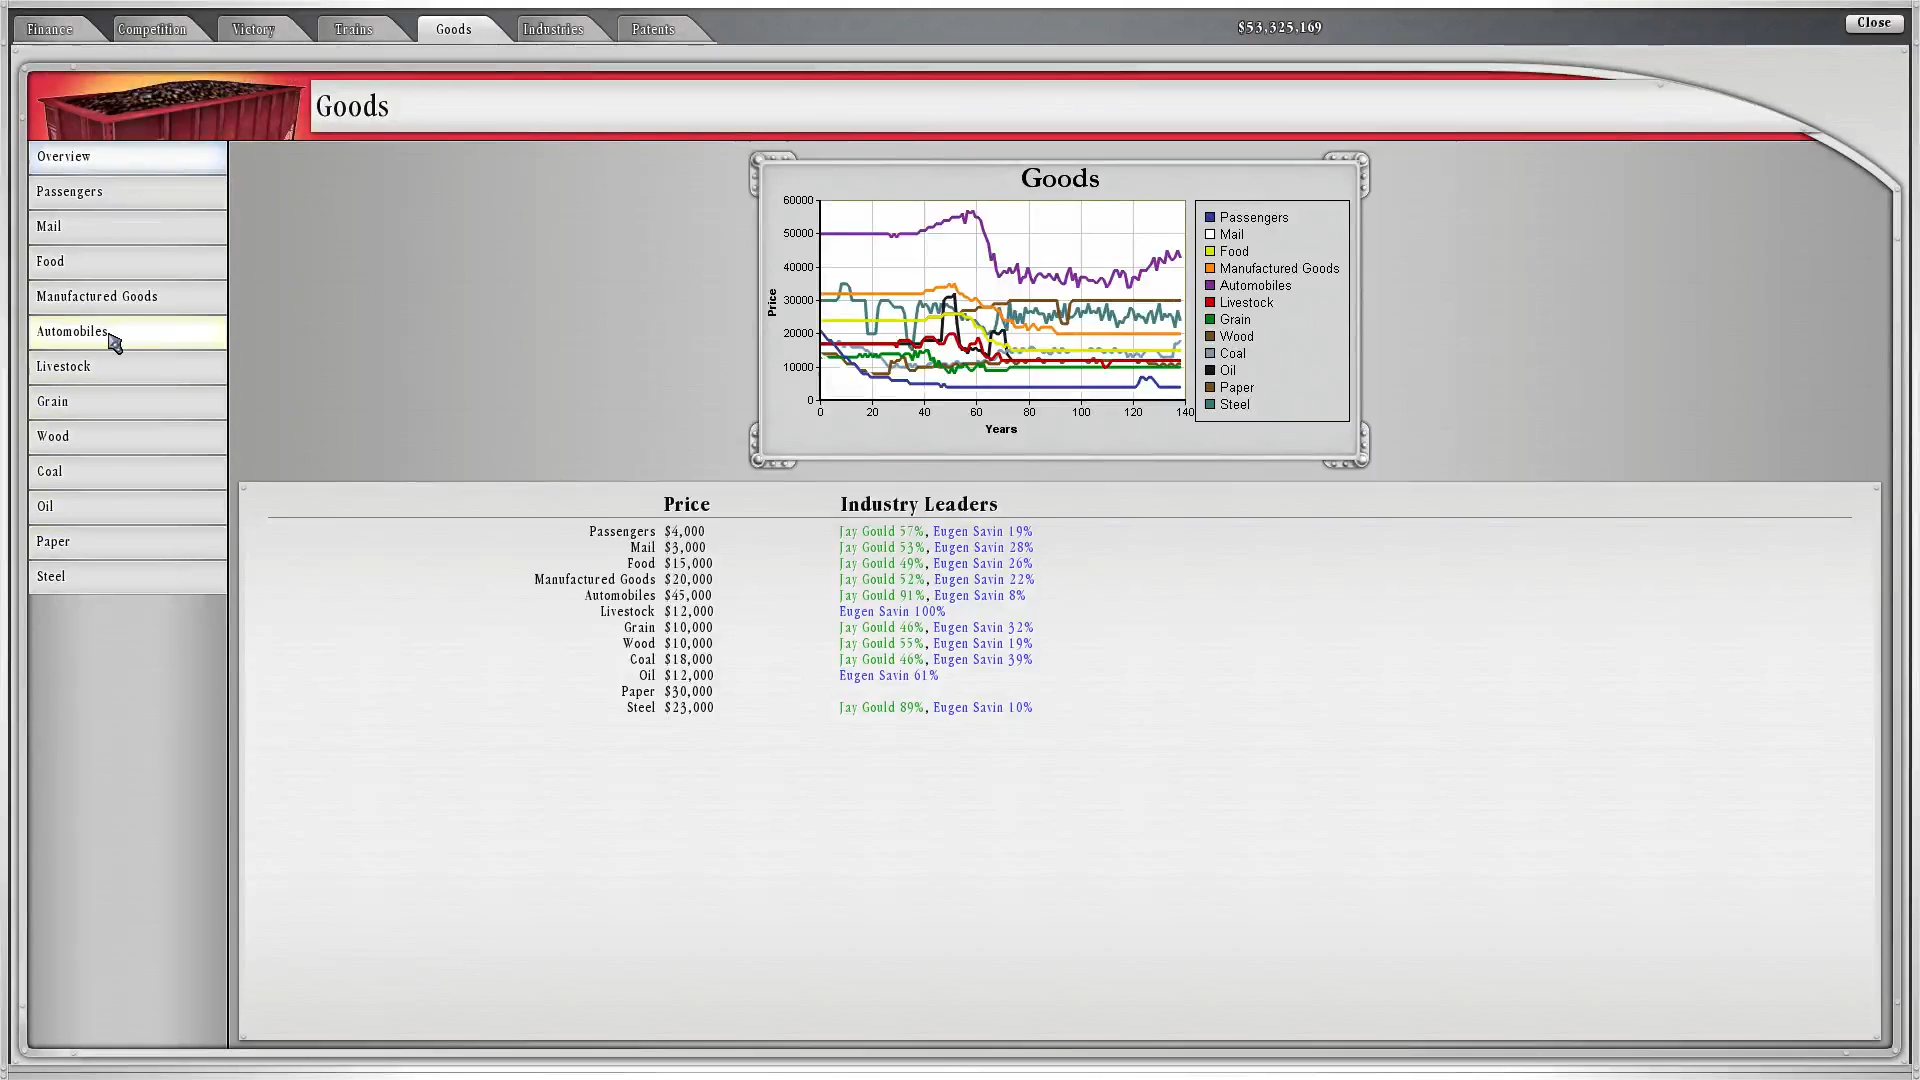 Finance Competition Victory Trains Goods Industries Patents $53,325,169 Close
Goods
Overview
Passengers
Mail
Food
Manufactured Goods
Automobiles
Livestock
Grain
Wood
Coal
Oil
Paper
Steel
Goods
Price
60000
50000
40000
30000
20000
10000
0
0 20 40 60 80 100 120 140
Years
Passengers
Mail
Food
Manufactured Goods
Automobiles
Livestock
Grain
Wood
Coal
Oil
Paper
Steel
Price Industry Leaders
Passengers $4,000 Jay Gould 57%, Eugen Savin 19%
Mail $3,000 Jay Gould 53%, Eugen Savin 28%
Food $15,000 Jay Gould 49%, Eugen Savin 26%
Manufactured Goods $20,000 Jay Gould 52%, Eugen Savin 22%
Automobiles $45,000 Jay Gould 91%, Eugen Savin 8%
Livestock $12,000 Eugen Savin 100%
Grain $10,000 Jay Gould 46%, Eugen Savin 32%
Wood $10,000 Jay Gould 55%, Eugen Savin 19%
Coal $18,000 Jay Gould 46%, Eugen Savin 39%
Oil $12,000 Eugen Savin 61%
Paper $30,000
Steel $23,000 Jay Gould 89%, Eugen Savin 10%